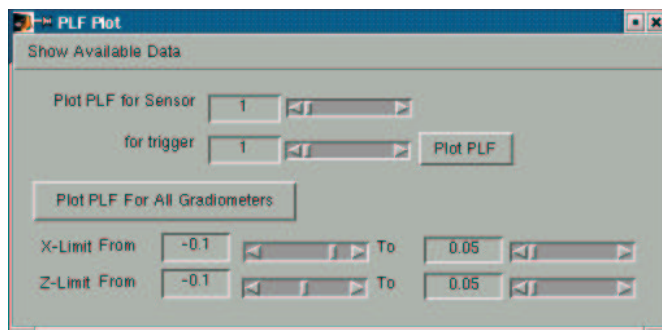 PLF Plot
Show Available Data
Plot PLF for Sensor 1
for trigger 1 Plot PLF
Plot PLF For All Gradiometers
X-Limit From -0.1 To 0.05
Z-Limit From -0.1 To 0.05